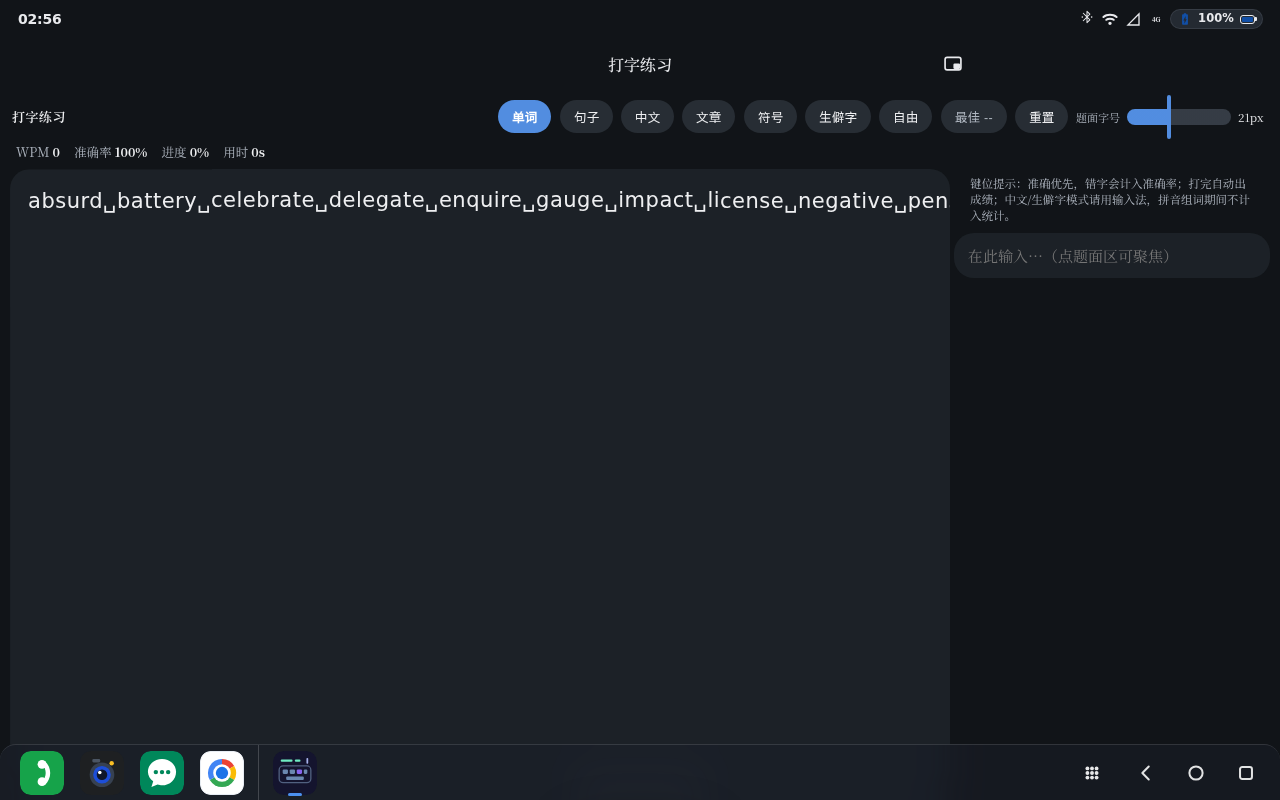 02:56
4G
100%
打字练习
打字练习
单词
句子
中文
文章
符号
生僻字
自由
最佳 --
重置
题面字号
21px
WPM 0 准确率 100% 进度 0% 用时 0s
absurd␣battery␣celebrate␣delegate␣enquire␣gauge␣impact␣license␣negative␣pen
键位提示：准确优先，错字会计入准确率；打完自动出
成绩；中文/生僻字模式请用输入法，拼音组词期间不计
入统计。
在此输入…（点题面区可聚焦）